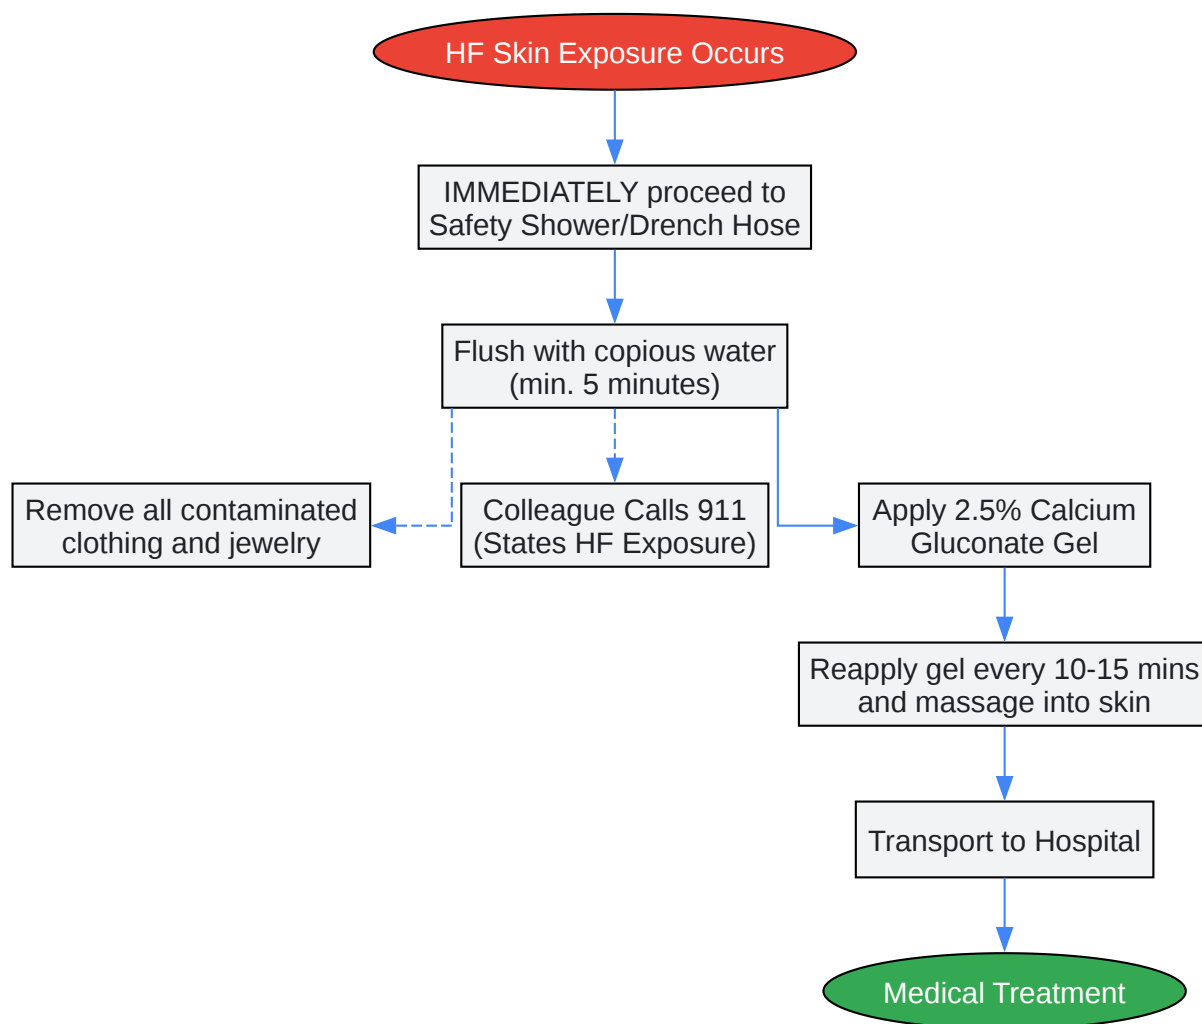 HF Skin Exposure Occurs
IMMEDIATELY proceed to
Safety Shower/Drench Hose
Flush with copious water
(min. 5 minutes)
Remove all contaminated
clothing and jewelry
Colleague Calls 911
(States HF Exposure)
Apply 2.5% Calcium
Gluconate Gel
Reapply gel every 10-15 mins
and massage into skin
Transport to Hospital
Medical Treatment